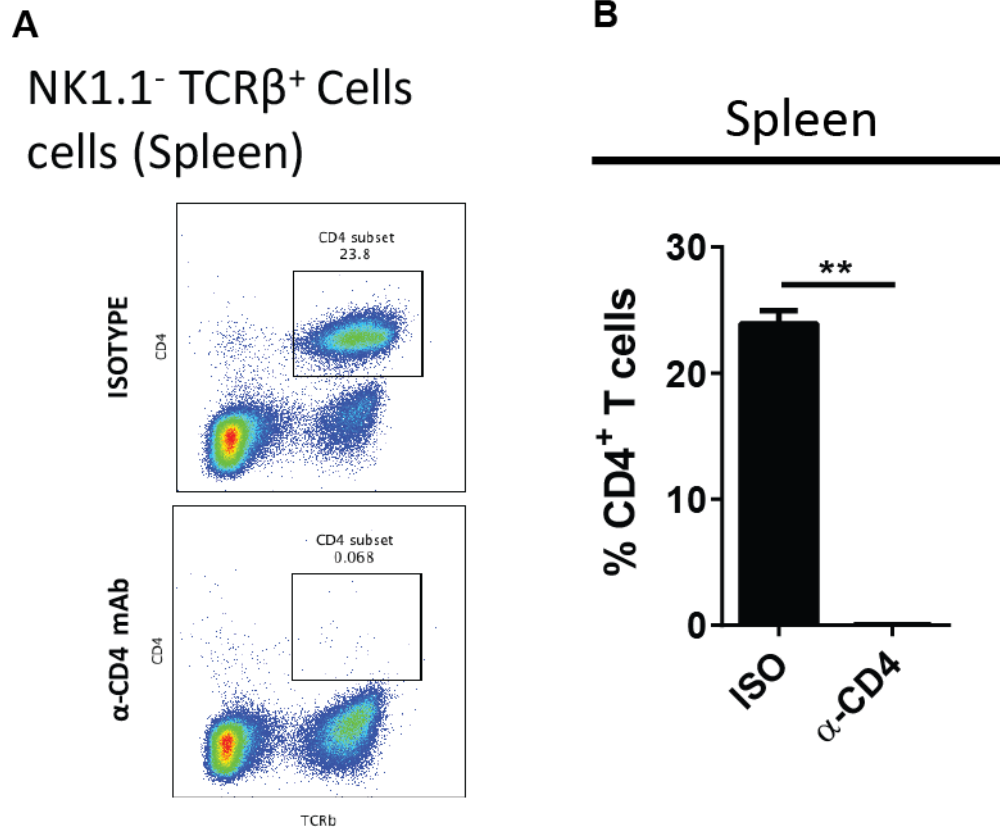 A
NK1.1⁻ TCRβ⁺ Cells
cells (Spleen)
ISOTYPE
CD4
CD4 subset
23.8
α-CD4 mAb
CD4
CD4 subset
0.068
TCRb
B
Spleen
% CD4⁺ T cells
30
20
10
0
**
ISO
α-CD4